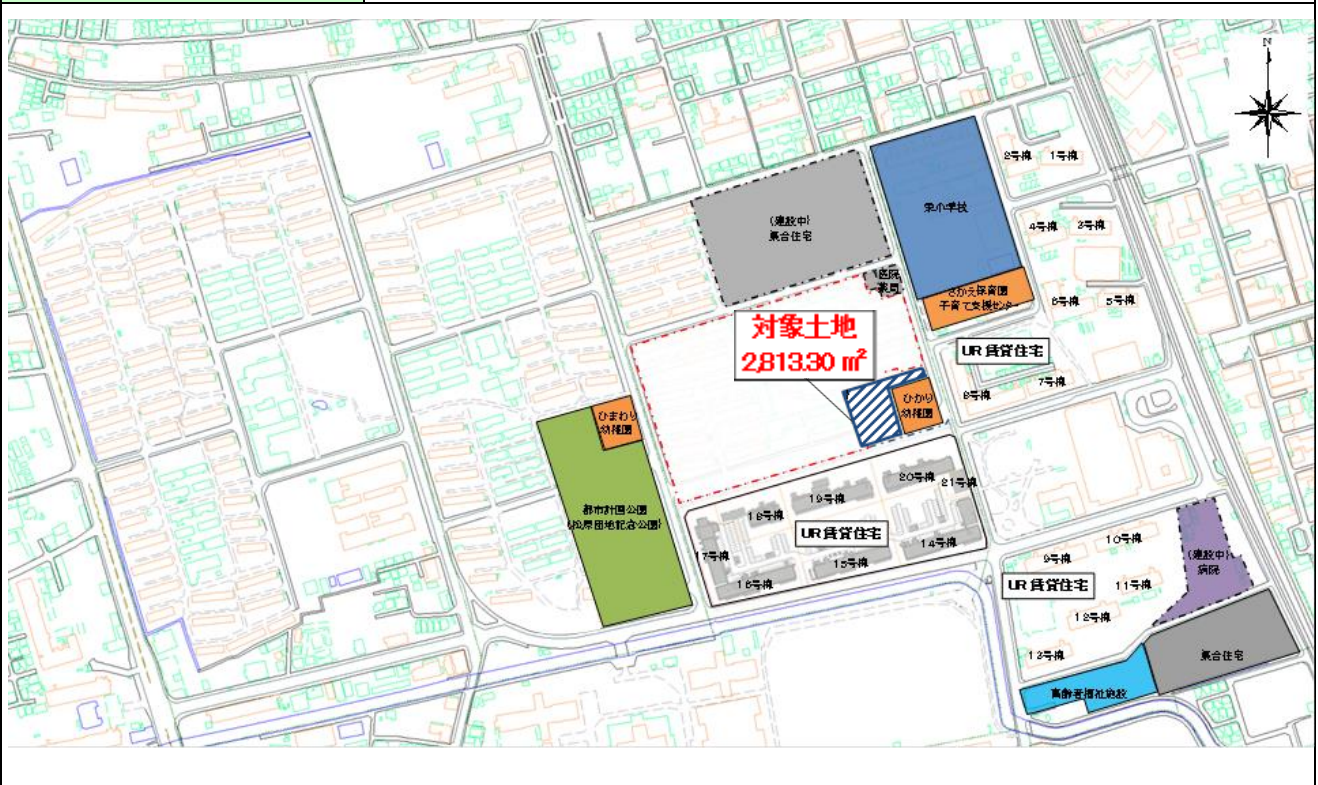 N
2号棟 1号棟
栄小学校
(建設中)
集合住宅
4号棟 3号棟
医院
薬局
さかえ保育園
子育て支援センター
6号棟 5号棟
対象土地
2,813.30 ㎡
UR賃貸住宅
7号棟
8号棟
ひかり
幼稚園
ひまわり
幼稚園
都市計画公園
(松原団地記念公園)
20号棟 21号棟
19号棟
18号棟
UR賃貸住宅
17号棟
14号棟
15号棟
16号棟
10号棟
9号棟
(建設中)
病院
UR賃貸住宅
11号棟
12号棟
13号棟
集合住宅
高齢者福祉施設